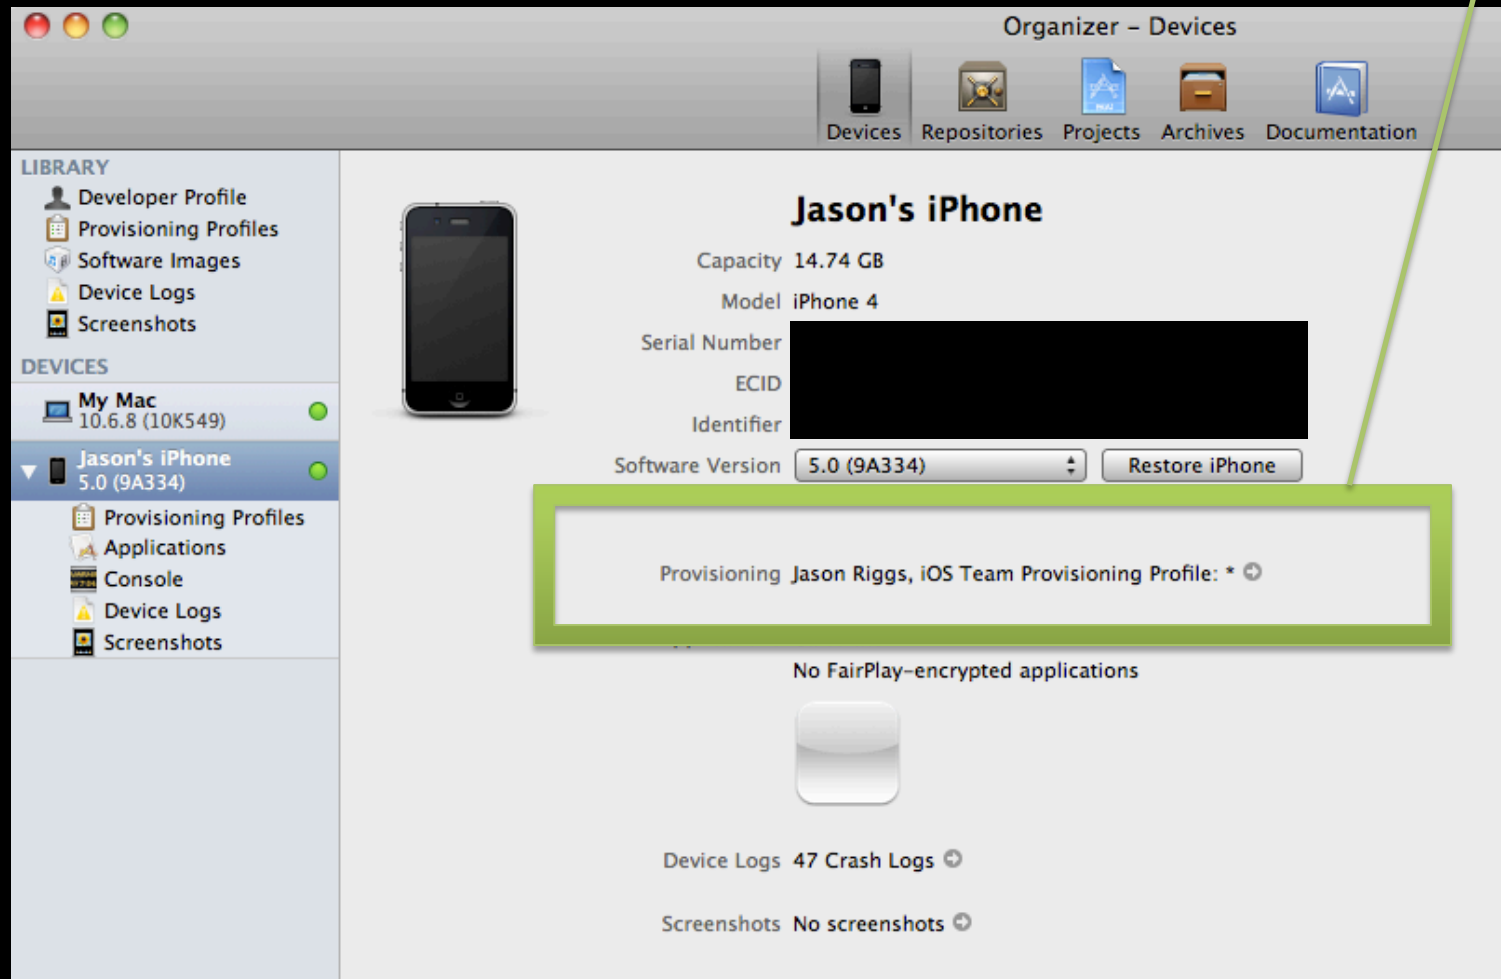 Organizer – Devices
Devices Repositories Projects Archives Documentation
LIBRARY
Developer Profile
Provisioning Profiles
Software Images
Device Logs
Screenshots
DEVICES
My Mac
10.6.8 (10K549)
Jason's iPhone
5.0 (9A334)
Provisioning Profiles
Applications
Console
Device Logs
Screenshots
Jason's iPhone
Capacity 14.74 GB
Model iPhone 4
Serial Number
ECID
Identifier
Software Version 5.0 (9A334) Restore iPhone
Provisioning Jason Riggs, iOS Team Provisioning Profile: *
No FairPlay-encrypted applications
Device Logs 47 Crash Logs
Screenshots No screenshots